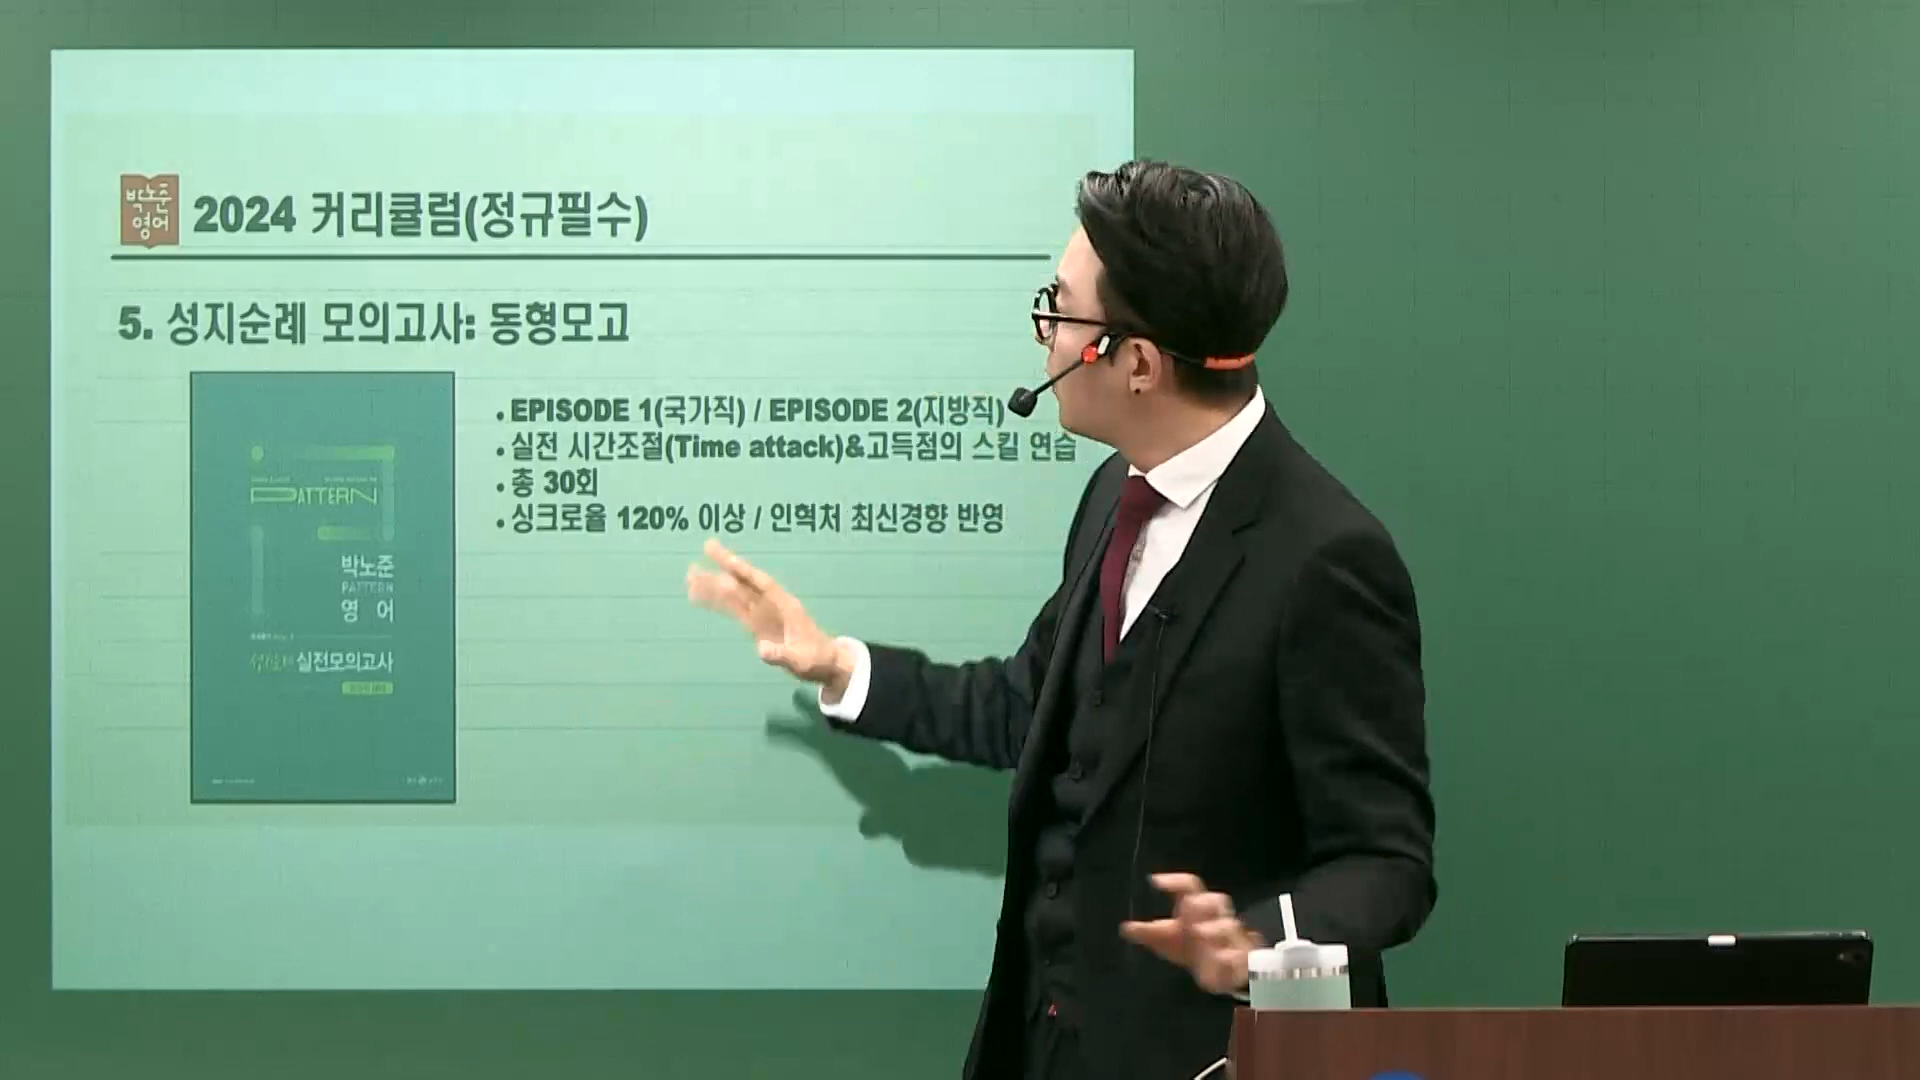 박노준
영어
2024 커리큘럼(정규필수)
5. 성지순례 모의고사: 동형모고
• EPISODE 1(국가직) / EPISODE 2(지방직)
• 실전 시간조절(Time attack)&고득점의 스킬 연습
• 총 30회
• 싱크로율 120% 이상 / 인혁처 최신경향 반영
PATTERN
박노준
PATTERN
영 어
성지순례 실전모의고사